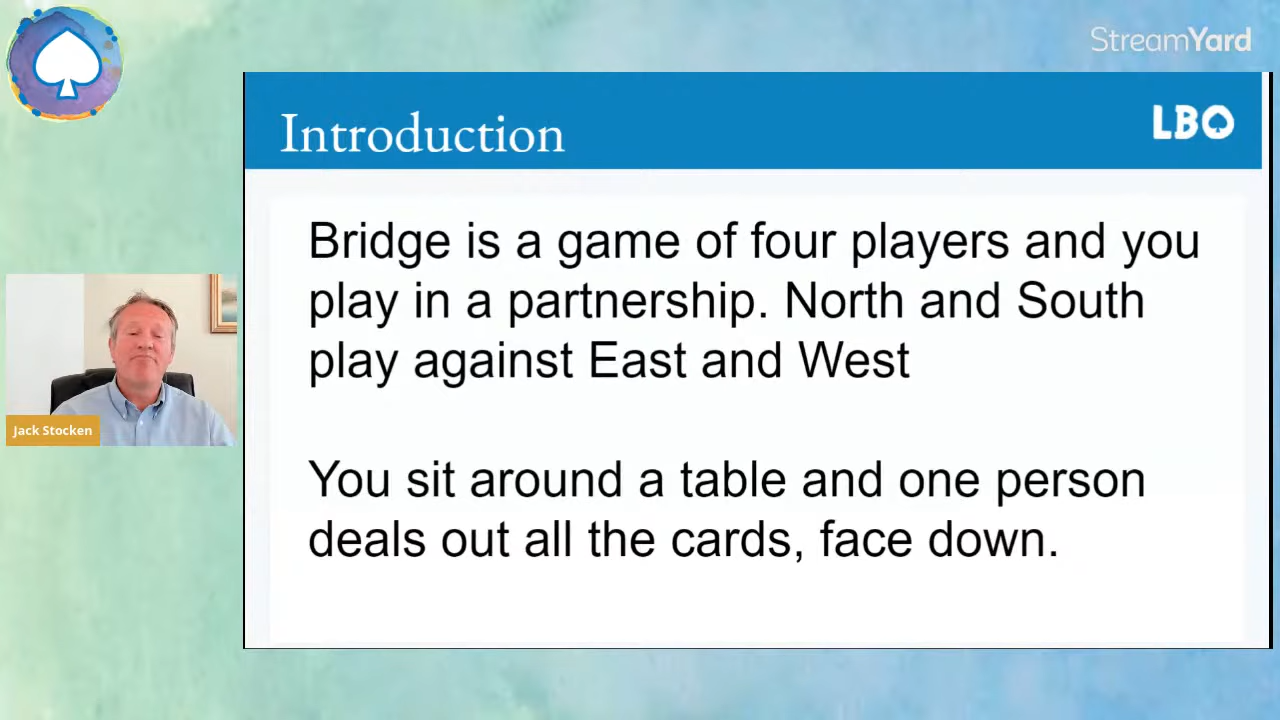 StreamYard
Introduction
LBO
Bridge is a game of four players and you
play in a partnership. North and South
play against East and West
You sit around a table and one person
deals out all the cards, face down.
Jack Stocken